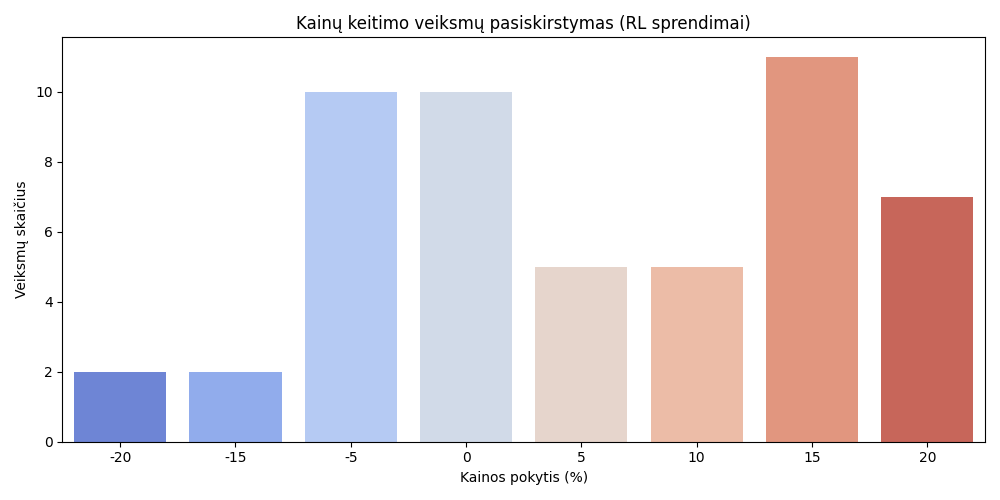 Kainų keitimo veiksmų pasiskirstymas (RL sprendimai)
Veiksmų skaičius
10
8
6
4
2
0
-20 -15 -5 0 5 10 15 20
Kainos pokytis (%)